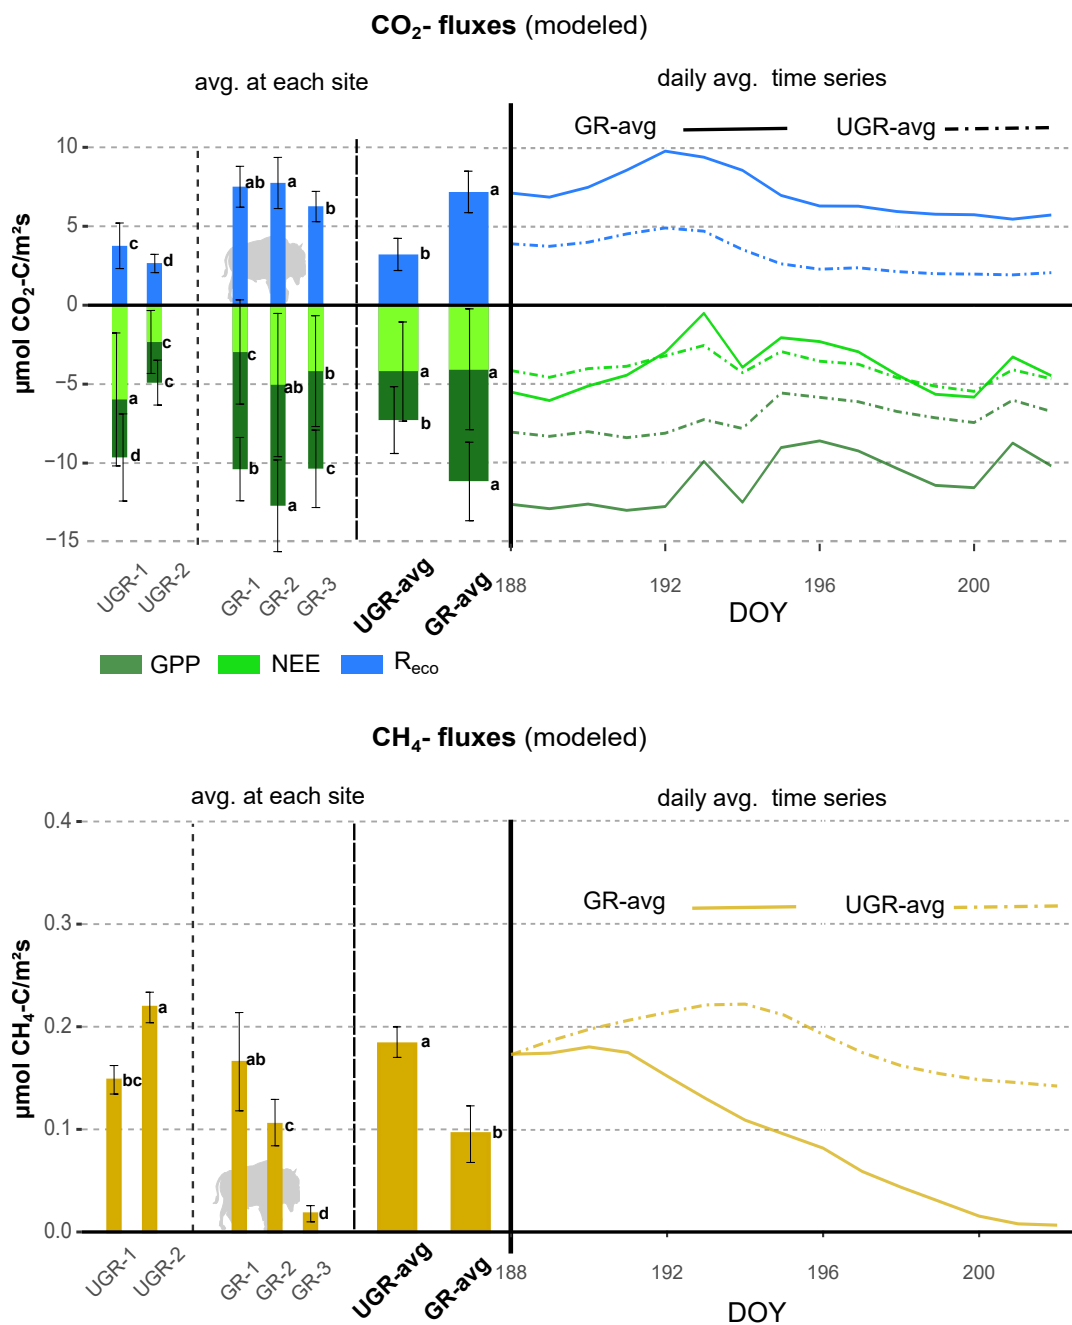 CO₂- fluxes (modeled)
avg. at each site
daily avg. time series
GR-avg
UGR-avg
µmol CO₂-C/m²s
10
5
0
−5
−10
−15
c
d
ab
a
b
b
a
a
c
c
ab
c
a
a
d
c
b
a
c
b
a
UGR-1
UGR-2
GR-1
GR-2
GR-3
UGR-avg
GR-avg
188
192
196
200
DOY
GPP
NEE
Reco
CH₄- fluxes (modeled)
avg. at each site
daily avg. time series
GR-avg
UGR-avg
µmol CH₄-C/m²s
0.4
0.3
0.2
0.1
0.0
bc
a
ab
c
d
a
b
UGR-1
UGR-2
GR-1
GR-2
GR-3
UGR-avg
GR-avg
188
192
196
200
DOY